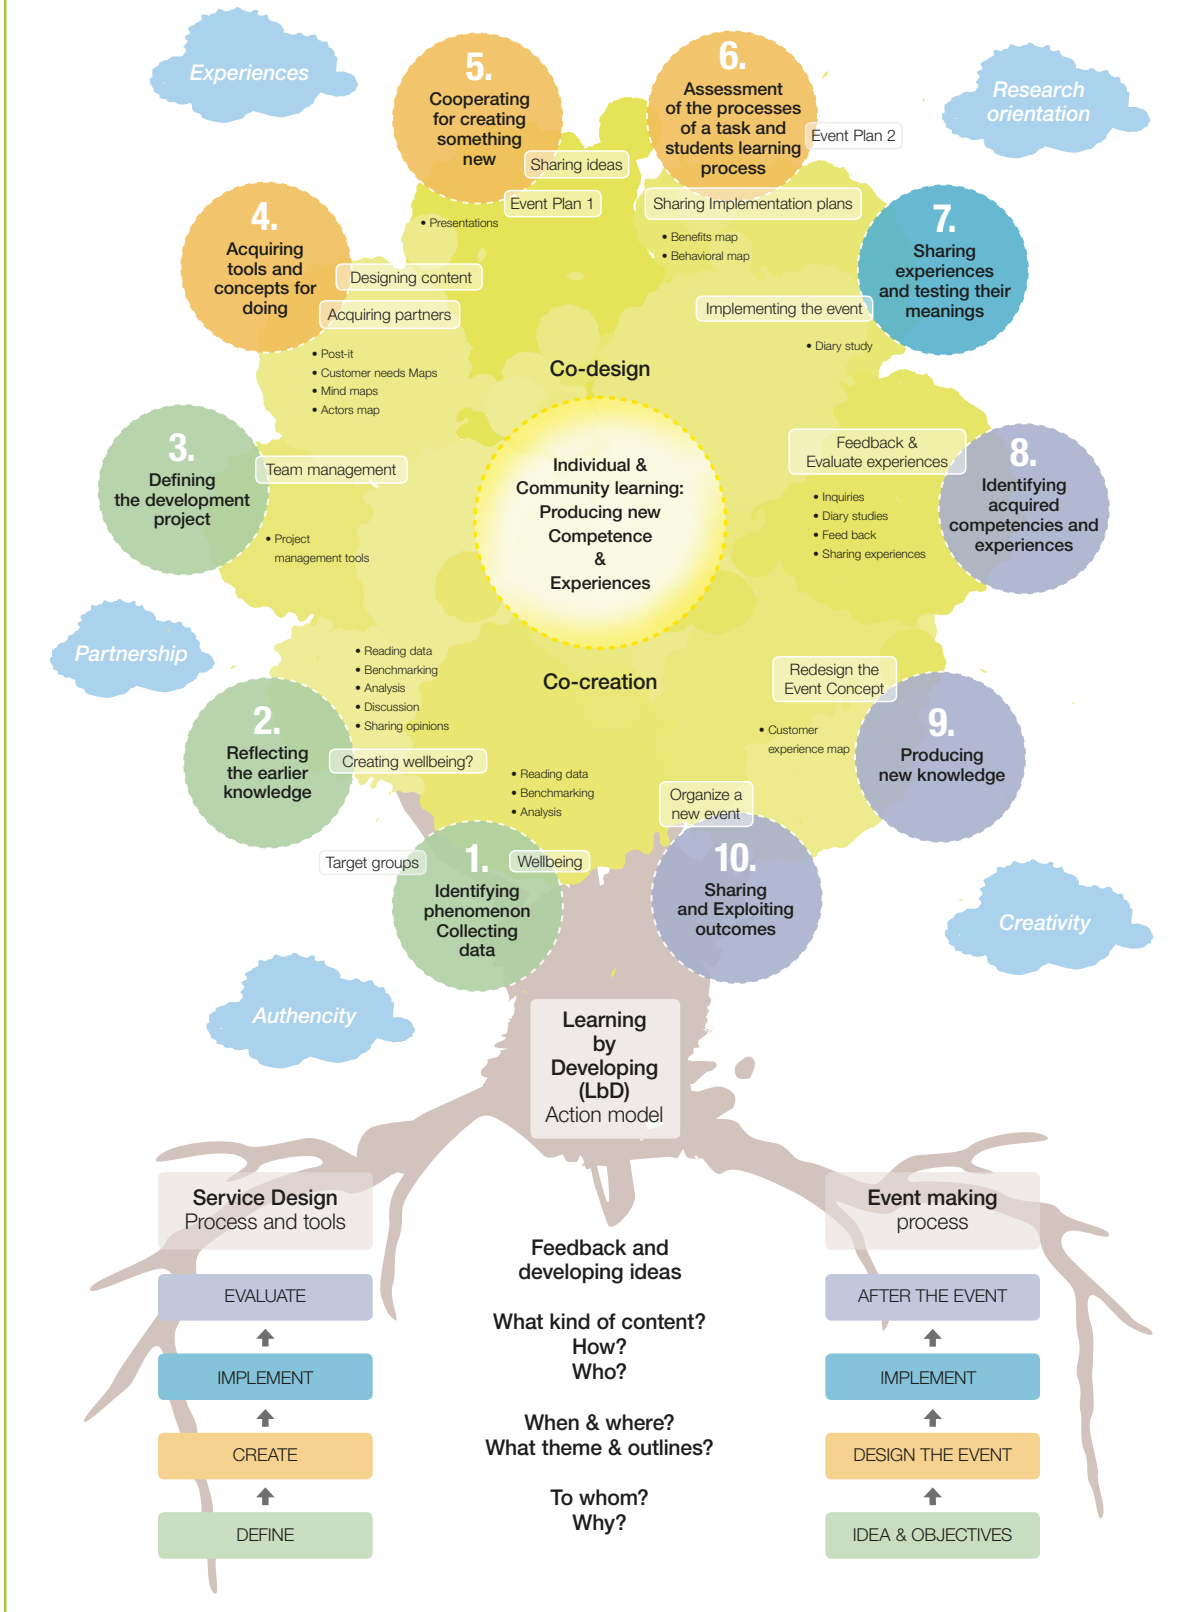 Experiences
Research
orientation
5.
Cooperating
for creating
something
new
Sharing ideas
Event Plan 1
• Presentations
6.
Assessment
of the processes
of a task and
students learning
process
Event Plan 2
Sharing Implementation plans
• Benefits map
• Behavioral map
4.
Acquiring
tools and
concepts for
doing
Designing content
Acquiring partners
• Post-it
• Customer needs Maps
• Mind maps
• Actors map
7.
Sharing
experiences
and testing their
meanings
Implementing the event
• Diary study
Co-design
Individual &
Community learning:
Producing new
Competence
&
Experiences
Co-creation
3.
Defining
the development
project
Team management
• Project
management tools
8.
Identifying
acquired
competencies and
experiences
Feedback &
Evaluate experiences
• Inquiries
• Diary studies
• Feed back
• Sharing experiences
Partnership
2.
Reflecting
the earlier
knowledge
• Reading data
• Benchmarking
• Analysis
• Discussion
• Sharing opinions
Creating wellbeing?
9.
Producing
new knowledge
Redesign the
Event Concept
• Customer
experience map
1.
Identifying
phenomenon
Collecting
data
Target groups
Wellbeing
• Reading data
• Benchmarking
• Analysis
10.
Sharing
and Exploiting
outcomes
Organize a
new event
Creativity
Authencity
Learning
by
Developing
(LbD)
Action model
Service Design
Process and tools
EVALUATE
IMPLEMENT
CREATE
DEFINE
Feedback and
developing ideas
What kind of content?
How?
Who?
When & where?
What theme & outlines?
To whom?
Why?
Event making
process
AFTER THE EVENT
IMPLEMENT
DESIGN THE EVENT
IDEA & OBJECTIVES